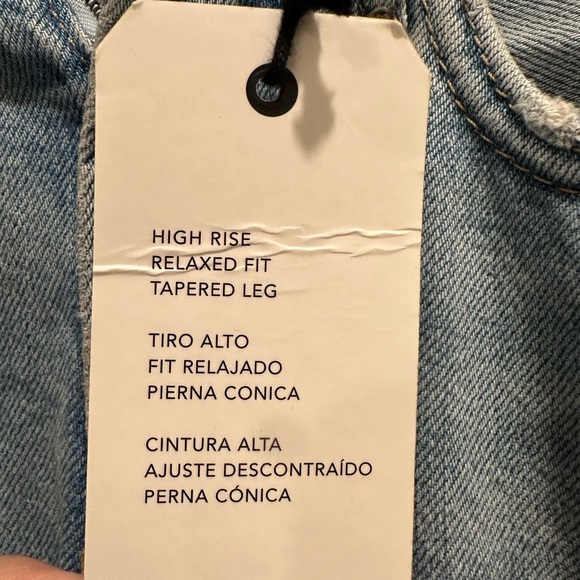 HIGH RISE
RELAXED FIT
TAPERED LEG
TIRO ALTO
FIT RELAJADO
PIERNA CONICA
CINTURA ALTA
AJUSTE DESCONTRAÍDO
PERNA CÓNICA